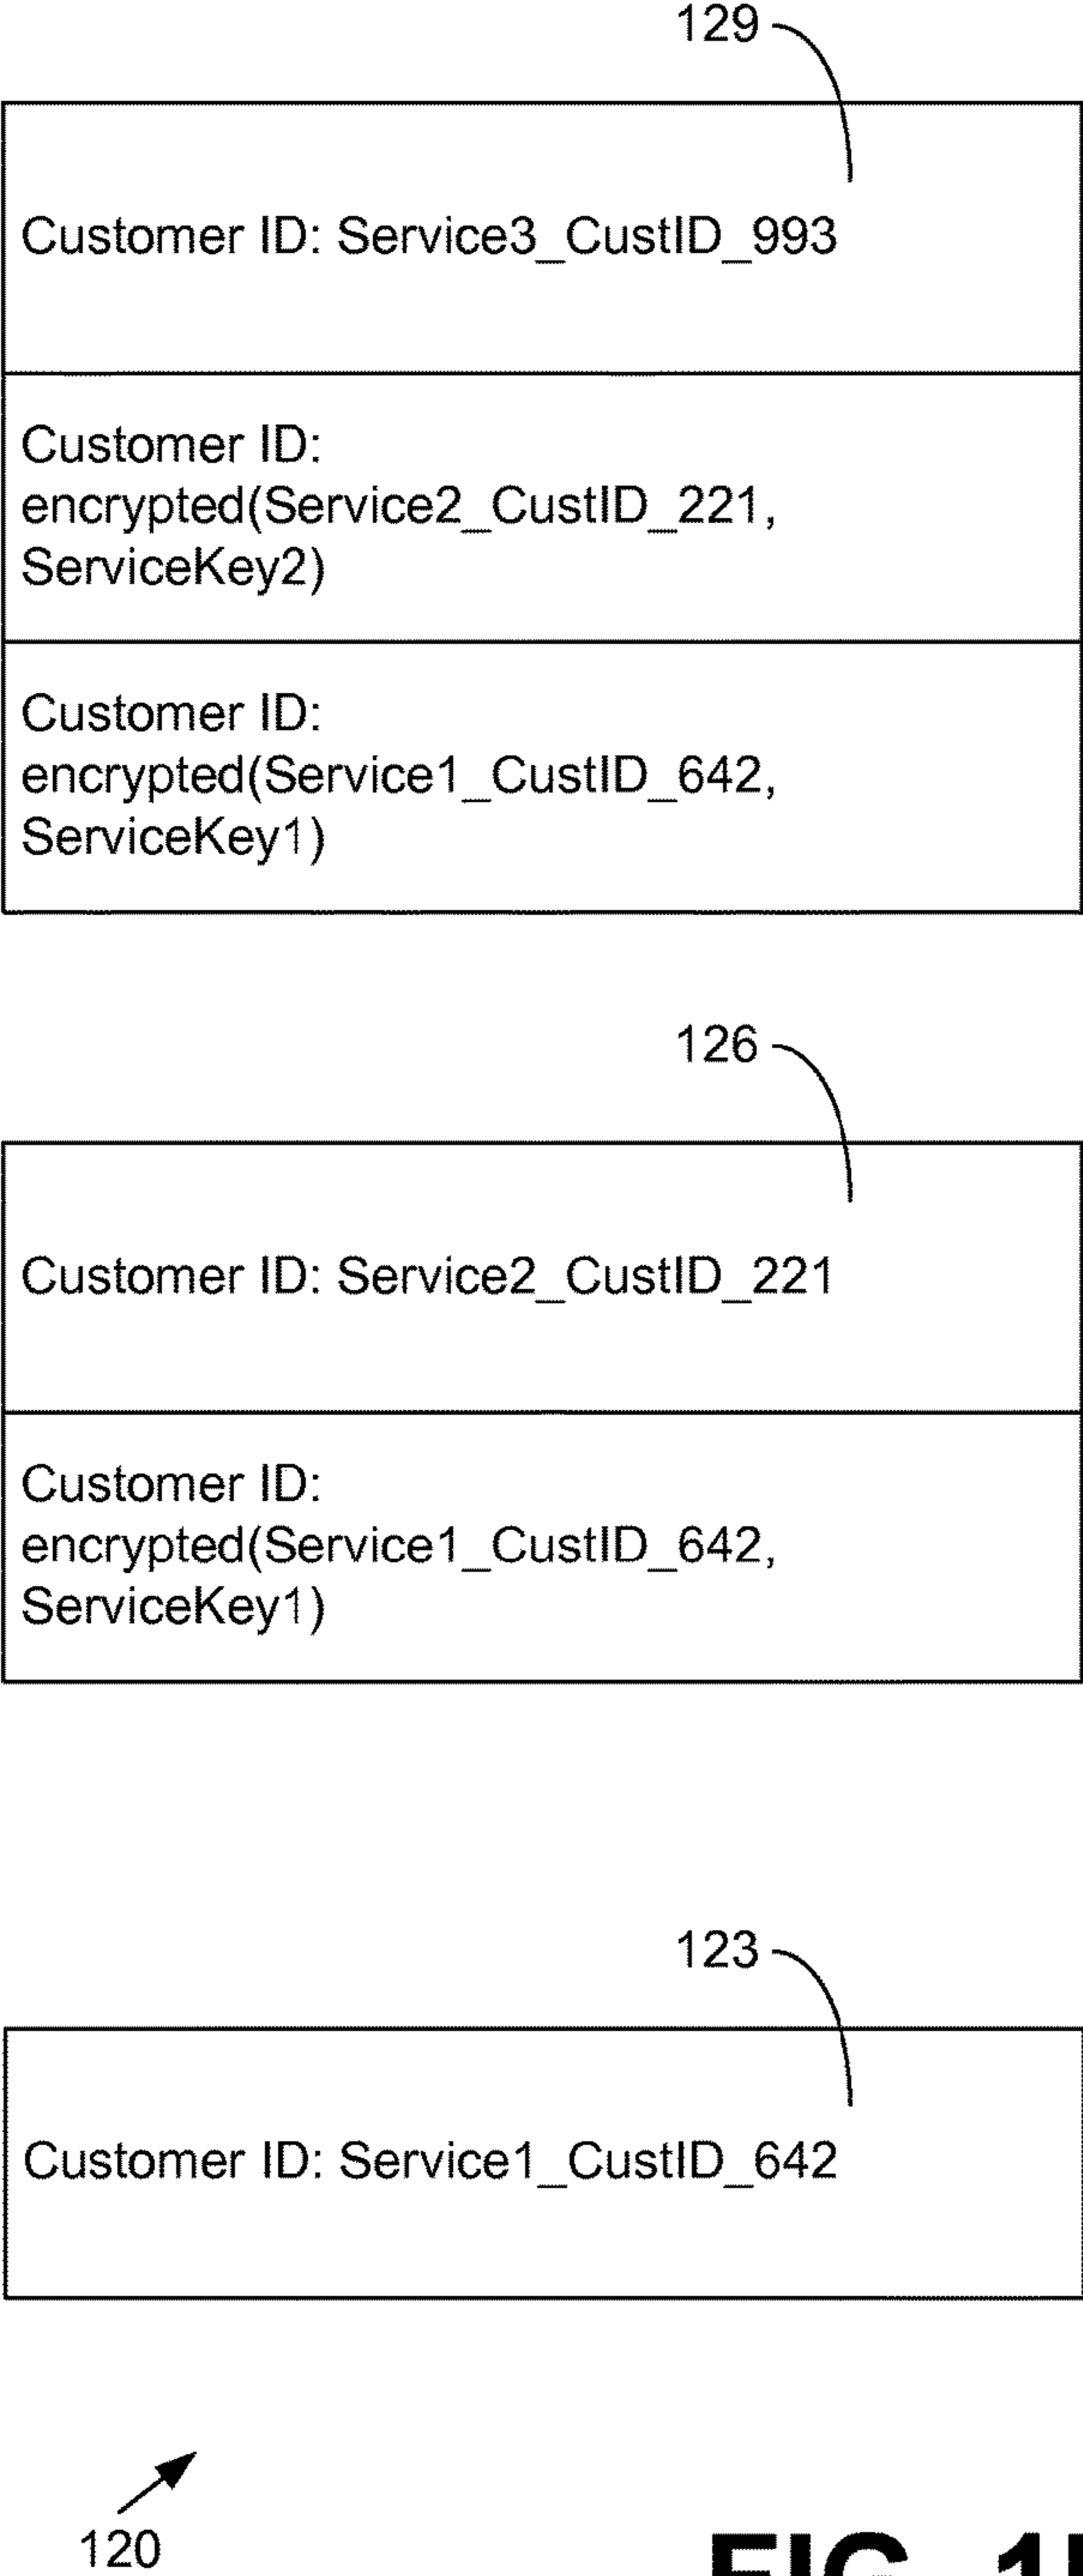 129
Customer ID: Service3_CustID_993
Customer ID:
encrypted(Service2_CustID_221,
ServiceKey2)
Customer ID:
encrypted(Service1_CustID_642,
ServiceKey1)
126
Customer ID: Service2_CustID_221
Customer ID:
encrypted(Service1_CustID_642,
ServiceKey1)
123
Customer ID: Service1_CustID_642
120
FIG.